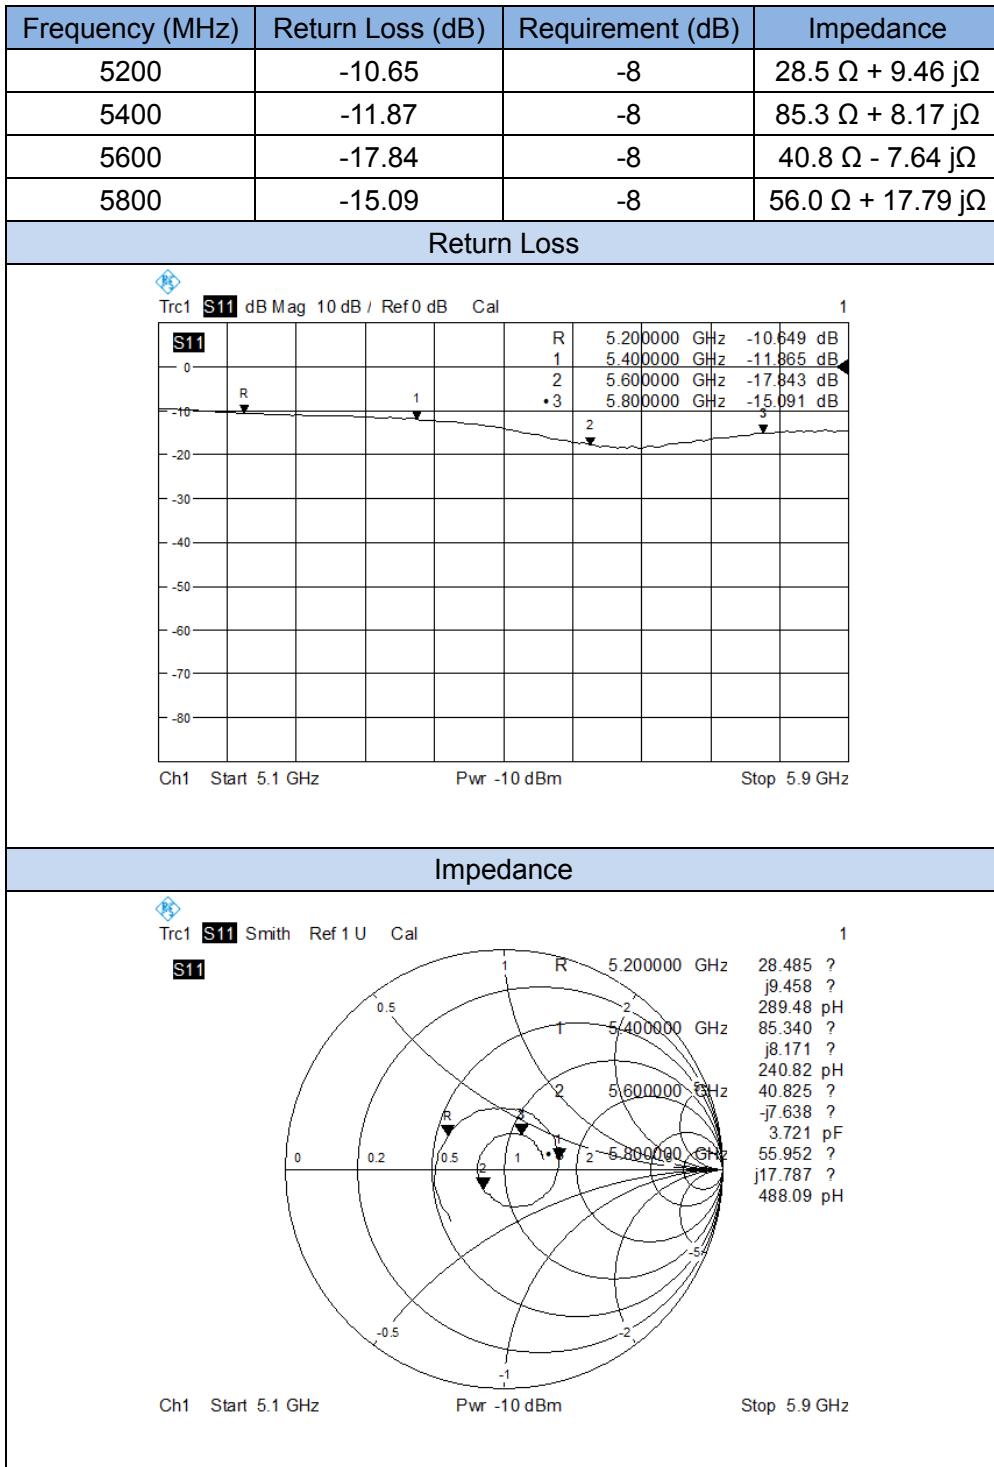 Frequency (MHz) Return Loss (dB) Requirement (dB) Impedance
5200 -10.65 -8 28.5 Ω + 9.46 jΩ
5400 -11.87 -8 85.3 Ω + 8.17 jΩ
5600 -17.84 -8 40.8 Ω - 7.64 jΩ
5800 -15.09 -8 56.0 Ω + 17.79 jΩ
Return Loss
Trc1 S11 dB Mag 10 dB / Ref 0 dB Cal 1
S11
R 5.200000 GHz -10.649 dB
1 5.400000 GHz -11.865 dB
2 5.600000 GHz -17.843 dB
•3 5.800000 GHz -15.091 dB
0
R
1
2
3
-10
-20
-30
-40
-50
-60
-70
-80
Ch1 Start 5.1 GHz Pwr -10 dBm Stop 5.9 GHz
Impedance
Trc1 S11 Smith Ref 1 U Cal 1
S11
R 5.200000 GHz 28.485 ?
j9.458 ?
289.48 pH
1 5.400000 GHz 85.340 ?
j8.171 ?
240.82 pH
2 5.600000 GHz 40.825 ?
-j7.638 ?
3.721 pF
5.800000 GHz 55.952 ?
j17.787 ?
488.09 pH
1
0.5
2
5
R
3
1
2
0 0.2 0.5 1 2
-5
-0.5
-2
-1
Ch1 Start 5.1 GHz Pwr -10 dBm Stop 5.9 GHz